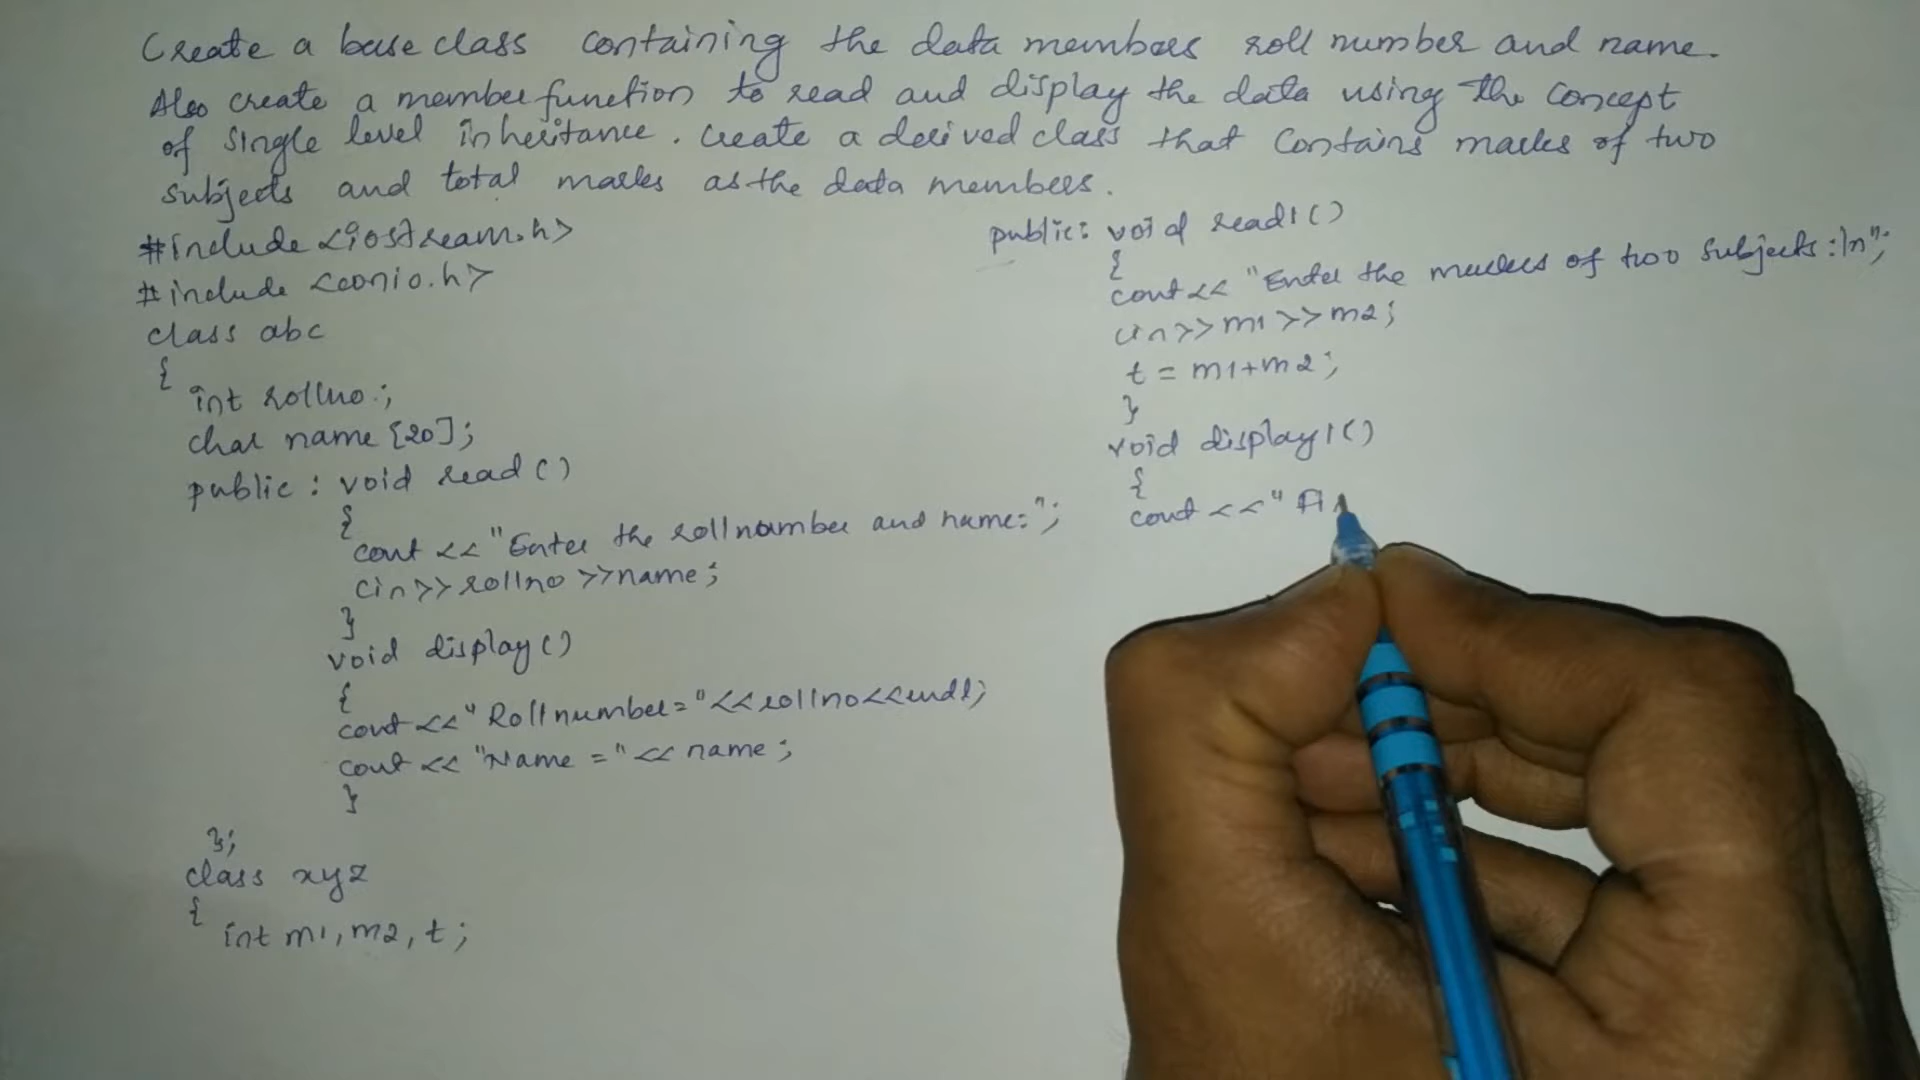 Create a base class containing the data members roll number and name.
Also create a member function to read and display the data using the concept
of single level inheritance. Create a derived class that contains marks of two
subjects and total marks as the data members.
#include <iostream.h>
#include <conio.h>
class abc
{
int rollno;
char name [20];
public : void read ()
{
cout << "Enter the roll number and name:";
cin>>rollno >>name;
}
void display()
{
cout <<"Roll number="<<rollno<<endl;
cout << "Name =" << name;
}
};
class xyz
{
int m1, m2, t;
public: void read1()
{
cout<< "Enter the marks of two subjects:\n";
cin>>m1>>m2;
t = m1+m2;
}
void display1()
{
cout <<"